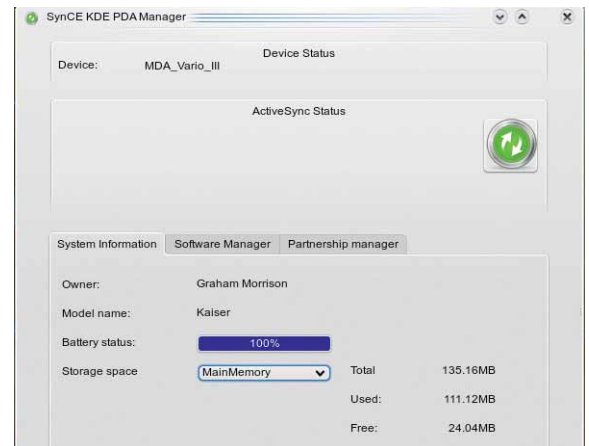 SynCE KDE PDA Manager
Device Status
Device: MDA_Vario_III
ActiveSync Status
System Information Software Manager Partnership manager
Owner: Graham Morrison
Model name: Kaiser
Battery status: 100%
Storage space MainMemory Total 135.16MB
Used: 111.12MB
Free: 24.04MB